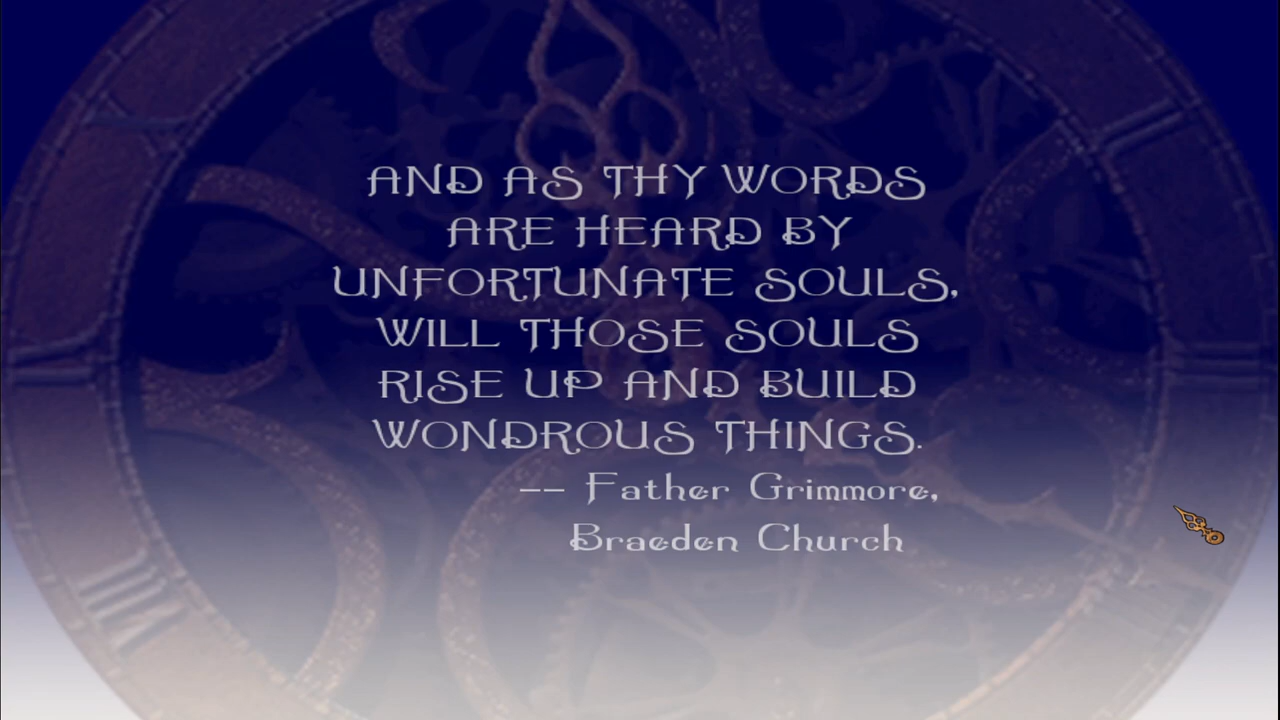 AND AS THY WORDS
ARE HEARD BY
UNFORTUNATE SOULS,
WILL THOSE SOULS
RISE UP AND BUILD
WONDROUS THINGS.
-- Father Grimmore,
Braeden Church
VII